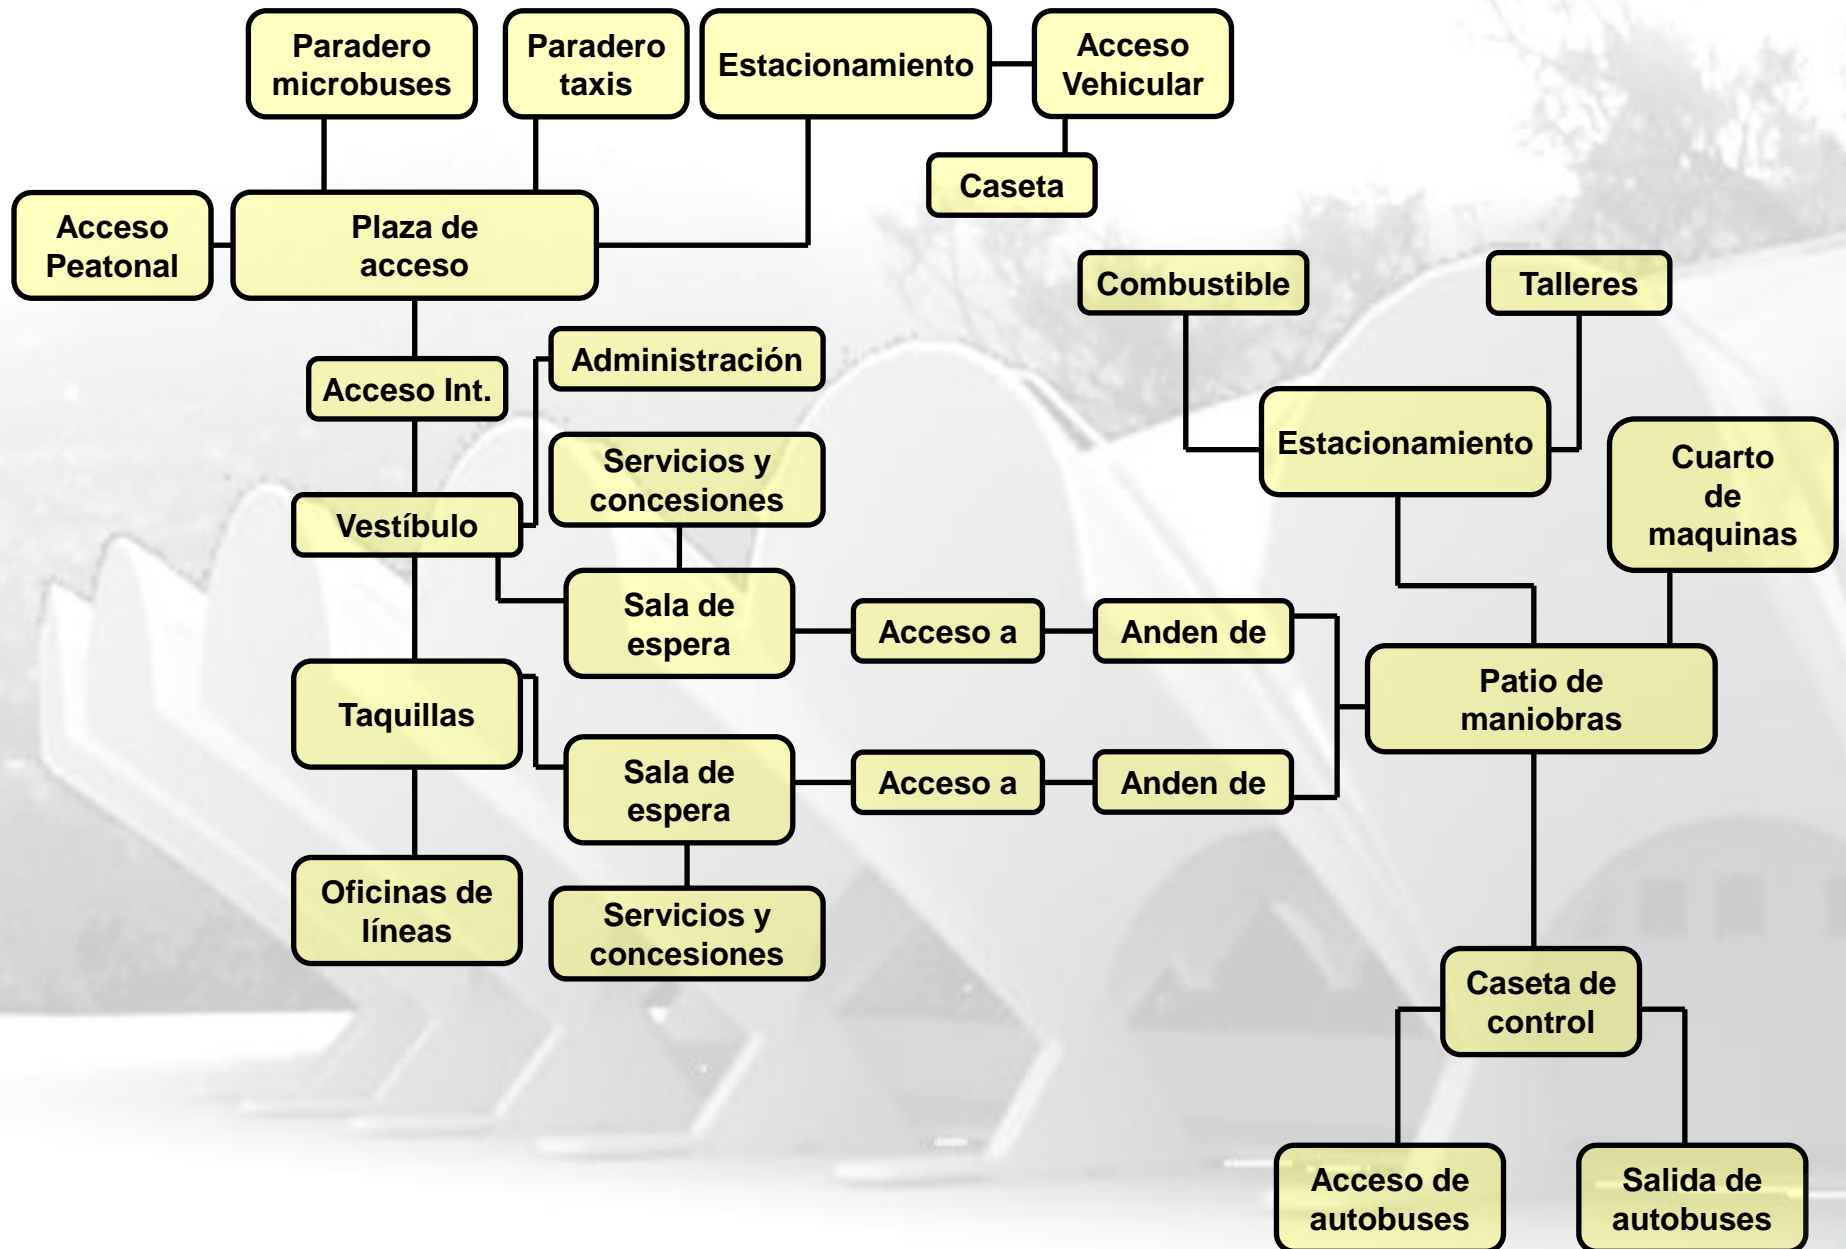 Paradero
microbuses
Paradero
taxis
Estacionamiento
Acceso
Vehicular
Caseta
Acceso
Peatonal
Plaza de
acceso
Combustible
Talleres
Administración
Acceso Int.
Estacionamiento
Cuarto
de
maquinas
Servicios y
concesiones
Vestíbulo
Sala de
espera
Acceso a
Anden de
Patio de
maniobras
Taquillas
Sala de
espera
Acceso a
Anden de
Oficinas de
líneas
Servicios y
concesiones
Caseta de
control
Acceso de
autobuses
Salida de
autobuses